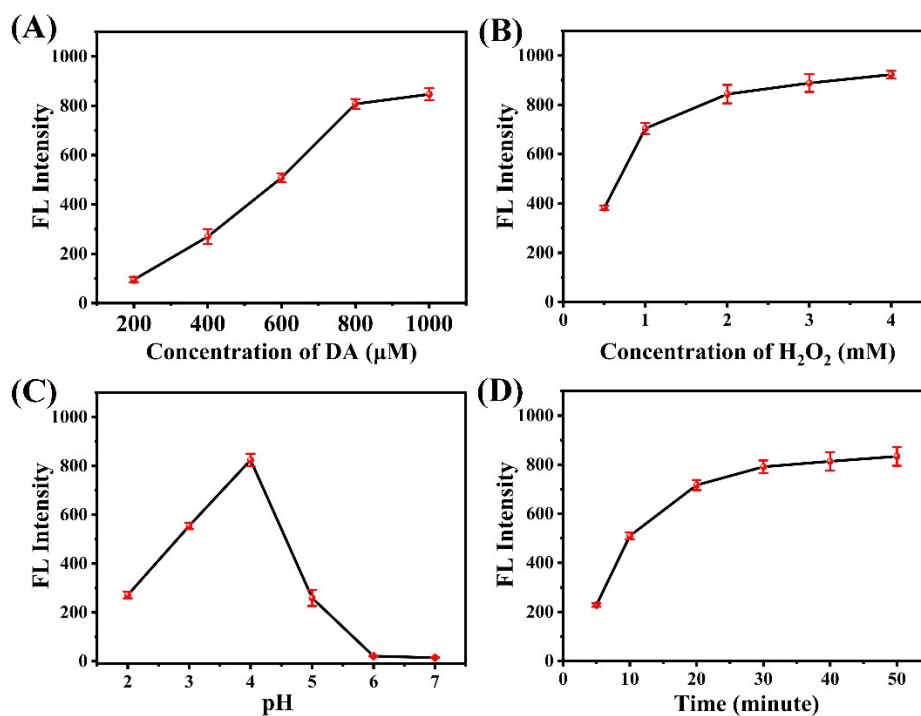 (A)
1000
800
600
400
200
0
FL Intensity
200 400 600 800 1000
Concentration of DA (μM)
(B)
1000
800
600
400
200
0
FL Intensity
0 1 2 3 4
Concentration of H₂O₂ (mM)
(C)
1000
800
600
400
200
0
FL Intensity
2 3 4 5 6 7
pH
(D)
1000
800
600
400
200
0
FL Intensity
0 10 20 30 40 50
Time (minute)